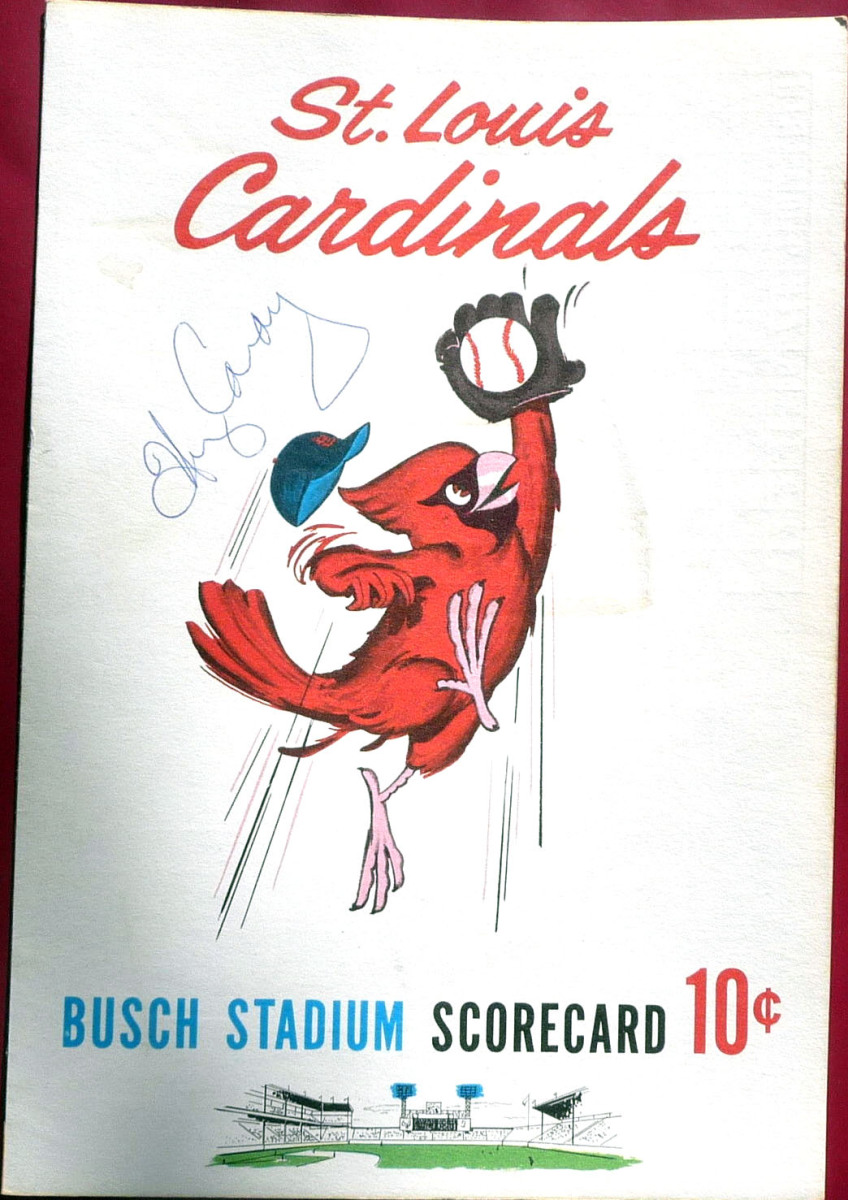 St. Louis
Cardinals
BUSCH STADIUM SCORECARD 10¢